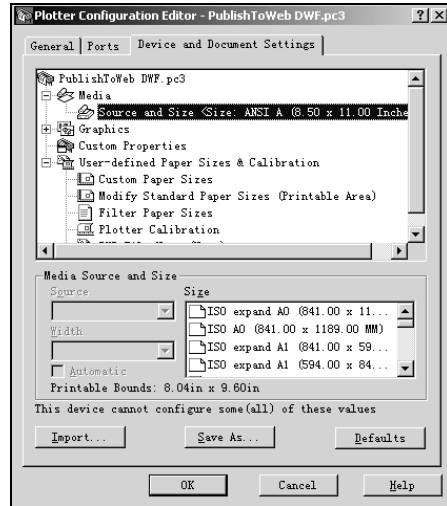 Plotter Configuration Editor - PublishToWeb DWF.pc3
General Ports Device and Document Settings
PublishToWeb DWF.pc3
Media
Source and Size <Size: ANSI A (8.50 x 11.00 Inche
Graphics
Custom Properties
User-defined Paper Sizes & Calibration
Custom Paper Sizes
Modify Standard Paper Sizes (Printable Area)
Filter Paper Sizes
Plotter Calibration
Media Source and Size
Source
Size
Width
Automatic
ISO expand A0 (841.00 x 11...
ISO A0 (841.00 x 1189.00 MM)
ISO expand A1 (841.00 x 59...
ISO expand A1 (594.00 x 84...
Printable Bounds: 8.04in x 9.60in
This device cannot configure some(all) of these values
Import... Save As... Defaults
OK Cancel Help